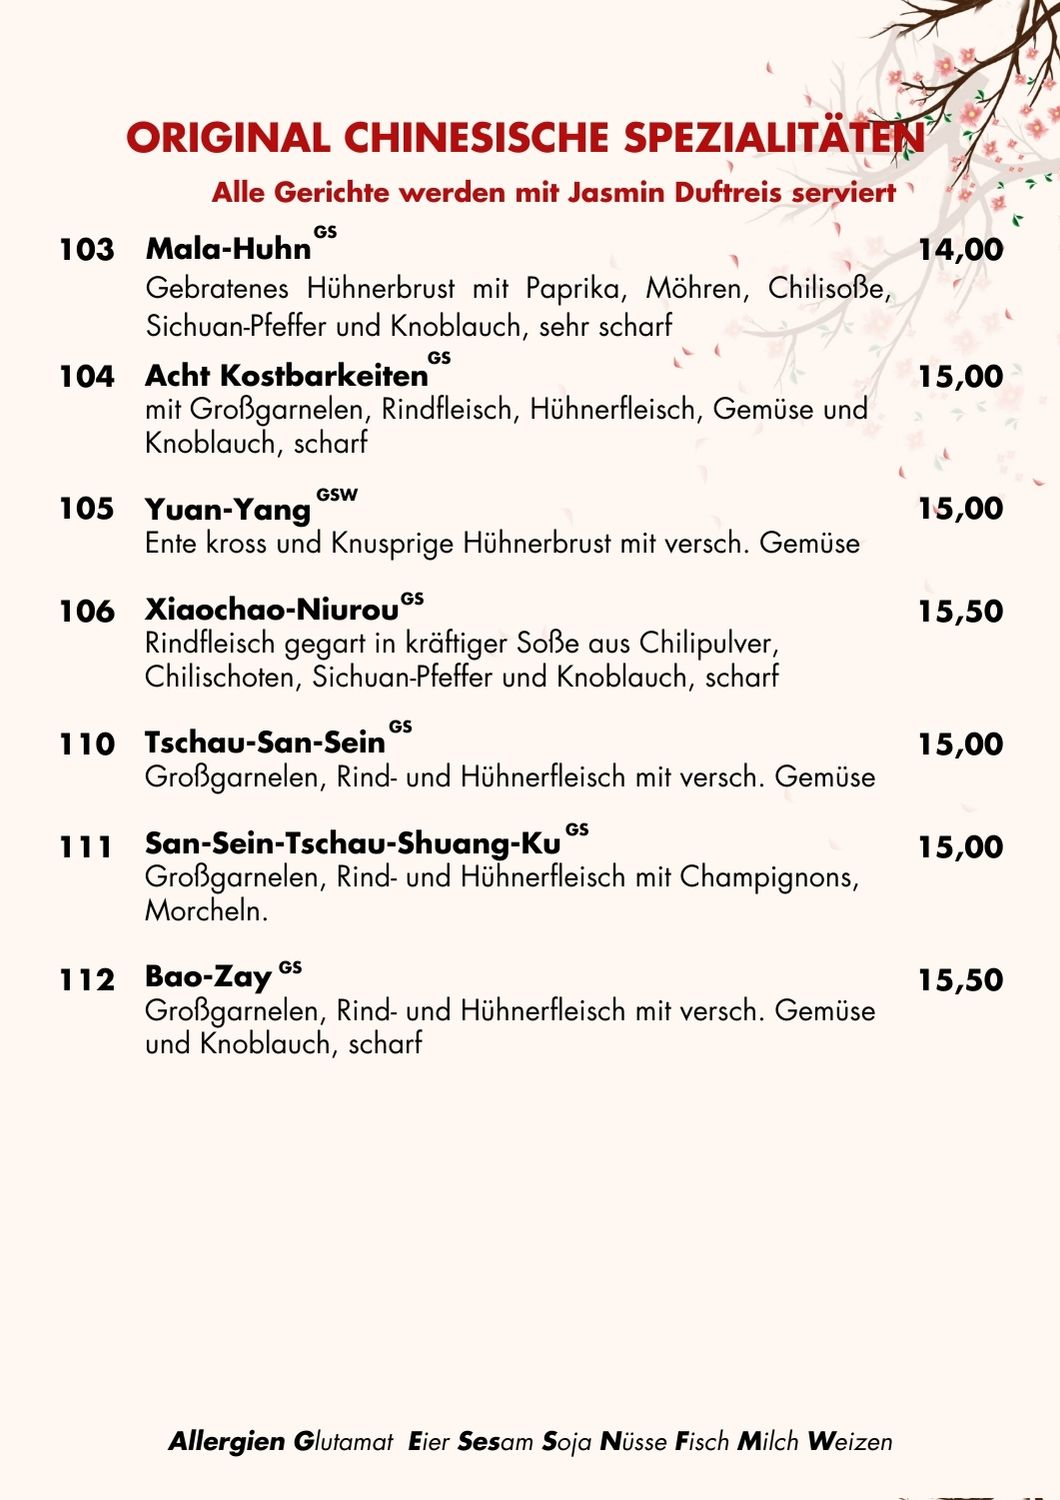 ORIGINAL CHINESISCHE SPEZIALITÄTEN
Alle Gerichte werden mit Jasmin Duftreis serviert
103 Mala-Huhn GS 14,00
Gebratenes Hühnerbrust mit Paprika, Möhren, Chilisoße,
Sichuan-Pfeffer und Knoblauch, sehr scharf
104 Acht Kostbarkeiten GS 15,00
mit Großgarnelen, Rindfleisch, Hühnerfleisch, Gemüse und
Knoblauch, scharf
105 Yuan-Yang GSW 15,00
Ente kross und Knusprige Hühnerbrust mit versch. Gemüse
106 Xiaochao-Niurou GS 15,50
Rindfleisch gegart in kräftiger Soße aus Chilipulver,
Chilischoten, Sichuan-Pfeffer und Knoblauch, scharf
110 Tschau-San-Sein GS 15,00
Großgarnelen, Rind- und Hühnerfleisch mit versch. Gemüse
111 San-Sein-Tschau-Shuang-Ku GS 15,00
Großgarnelen, Rind- und Hühnerfleisch mit Champignons,
Morcheln.
112 Bao-Zay GS 15,50
Großgarnelen, Rind- und Hühnerfleisch mit versch. Gemüse
und Knoblauch, scharf
Allergien Glutamat Eier Sesam Soja Nüsse Fisch Milch Weizen